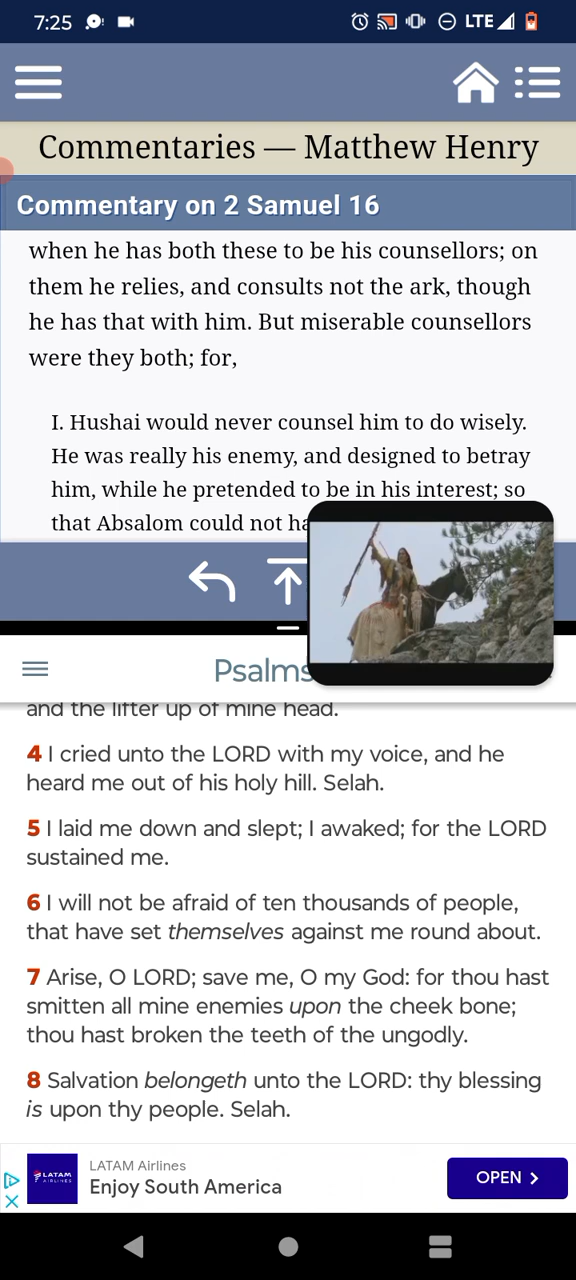 7:25
LTE
Commentaries — Matthew Henry
Commentary on 2 Samuel 16
when he has both these to be his counsellors; on
them he relies, and consults not the ark, though
he has that with him. But miserable counsellors
were they both; for,
I. Hushai would never counsel him to do wisely.
He was really his enemy, and designed to betray
him, while he pretended to be in his interest; so
that Absalom could not
Psalms
and the lifter up of mine head.
4 I cried unto the LORD with my voice, and he
heard me out of his holy hill. Selah.
5 I laid me down and slept; I awaked; for the LORD
sustained me.
6 I will not be afraid of ten thousands of people,
that have set themselves against me round about.
7 Arise, O LORD; save me, O my God: for thou hast
smitten all mine enemies upon the cheek bone;
thou hast broken the teeth of the ungodly.
8 Salvation belongeth unto the LORD: thy blessing
is upon thy people. Selah.
LATAM AIRLINES
LATAM Airlines
Enjoy South America
OPEN